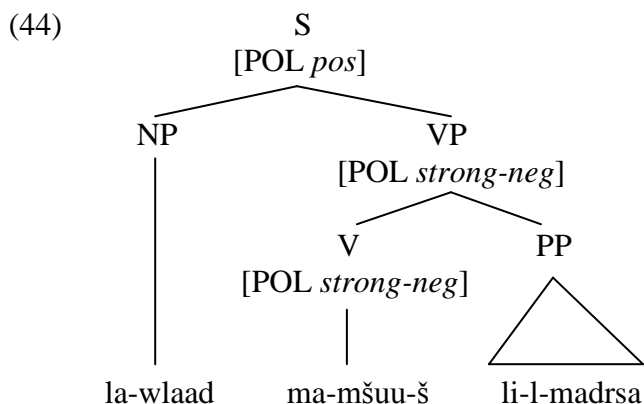 (44) S
[POL pos]
NP VP
[POL strong-neg]
V PP
[POL strong-neg]
la-wlaad ma-mšuu-š li-l-madrsa